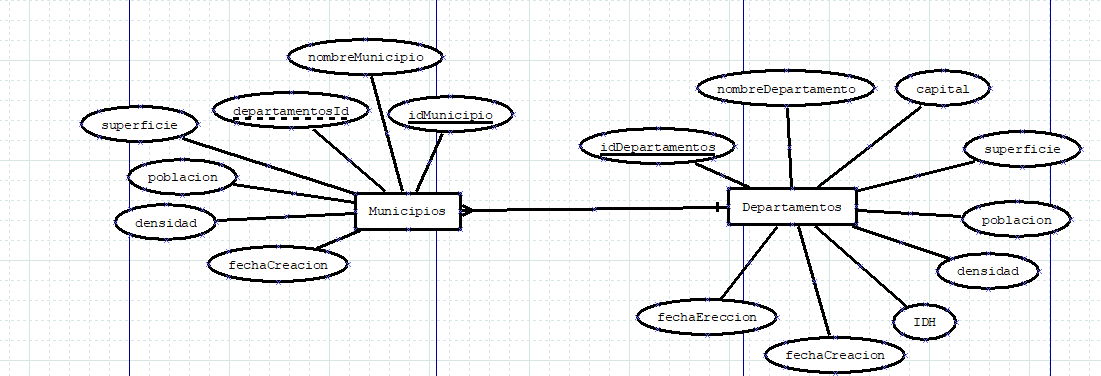 nombreMunicipio
departamentosId
idMunicipio
superficie
poblacion
densidad
fechaCreacion
Municipios
nombreDepartamento
capital
idDepartamentos
superficie
Departamentos
poblacion
densidad
fechaEreccion
IDH
fechaCreacion